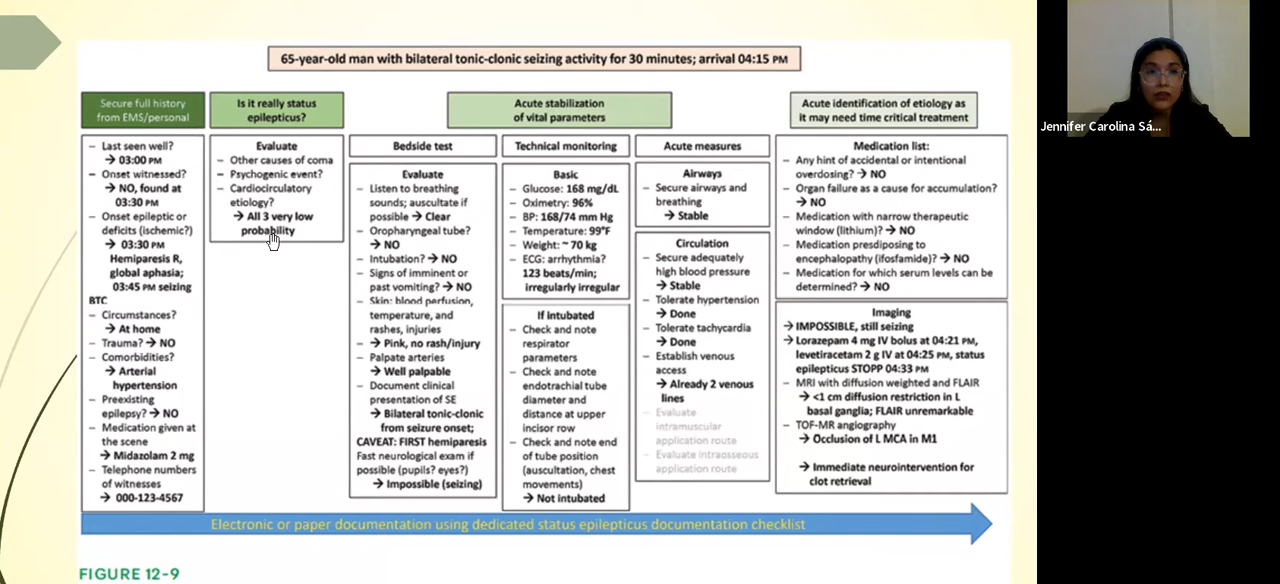 65-year-old man with bilateral tonic-clonic seizing activity for 30 minutes; arrival 04:15 PM
Secure full history
from EMS/personal
– Last seen well?
→ 03:00 PM
– Onset witnessed?
→ NO, found at
03:30 PM
– Onset epileptic or
deficits (ischemic?)
→ 03:30 PM
Hemiparesis R,
global aphasia;
03:45 PM seizing
BTC
– Circumstances?
→ At home
– Trauma? → NO
– Comorbidities?
→ Arterial
hypertension
– Preexisting
epilepsy? → NO
– Medication given at
the scene
→ Midazolam 2 mg
– Telephone numbers
of witnesses
→ 000-123-4567
Is it really status
epilepticus?
Evaluate
– Other causes of coma
– Psychogenic event?
– Cardiocirculatory
etiology?
→ All 3 very low
probability
Acute stabilization
of vital parameters
Bedside test
Evaluate
– Listen to breathing
sounds; auscultate if
possible → Clear
– Oropharyngeal tube?
→ NO
– Intubation? → NO
– Signs of imminent or
past vomiting? → NO
– Skin: blood perfusion,
temperature, and
rashes, injuries
→ Pink, no rash/injury
– Palpate arteries
→ Well palpable
– Document clinical
presentation of SE
→ Bilateral tonic-clonic
from seizure onset;
CAVEAT: FIRST hemiparesis
Fast neurological exam if
possible (pupils? eyes?)
→ Impossible (seizing)
Technical monitoring
Basic
– Glucose: 168 mg/dL
– Oximetry: 96%
– BP: 168/74 mm Hg
– Temperature: 99°F
– Weight: ~ 70 kg
– ECG: arrhythmia?
123 beats/min;
irregularly irregular
If intubated
– Check and note
respirator
parameters
– Check and note
endotrachial tube
diameter and
distance at upper
incisor row
– Check and note end
of tube position
(auscultation, chest
movements)
→ Not intubated
Acute measures
Airways
– Secure airways and
breathing
→ Stable
Circulation
– Secure adequately
high blood pressure
→ Stable
– Tolerate hypertension
→ Done
– Tolerate tachycardia
→ Done
– Establish venous
access
→ Already 2 venous
lines
– Evaluate
intramuscular
application route
– Evaluate intraosseous
application route
Acute identification of etiology as
it may need time critical treatment
Medication list:
– Any hint of accidental or intentional
overdosing? → NO
– Organ failure as a cause for accumulation?
→ NO
– Medication with narrow therapeutic
window (lithium)? → NO
– Medication predisposing to
encephalopathy (ifosfamide)? → NO
– Medication for which serum levels can be
determined? → NO
Imaging
→ IMPOSSIBLE, still seizing
→ Lorazepam 4 mg IV bolus at 04:21 PM,
levetiracetam 2 g IV at 04:25 PM, status
epilepticus STOPP 04:33 PM
– MRI with diffusion weighted and FLAIR
→ <1 cm diffusion restriction in L
basal ganglia; FLAIR unremarkable
– TOF-MR angiography
→ Occlusion of L MCA in M1
→ Immediate neurointervention for
clot retrieval
Electronic or paper documentation using dedicated status epilepticus documentation checklist
FIGURE 12-9
Jennifer Carolina Sá...